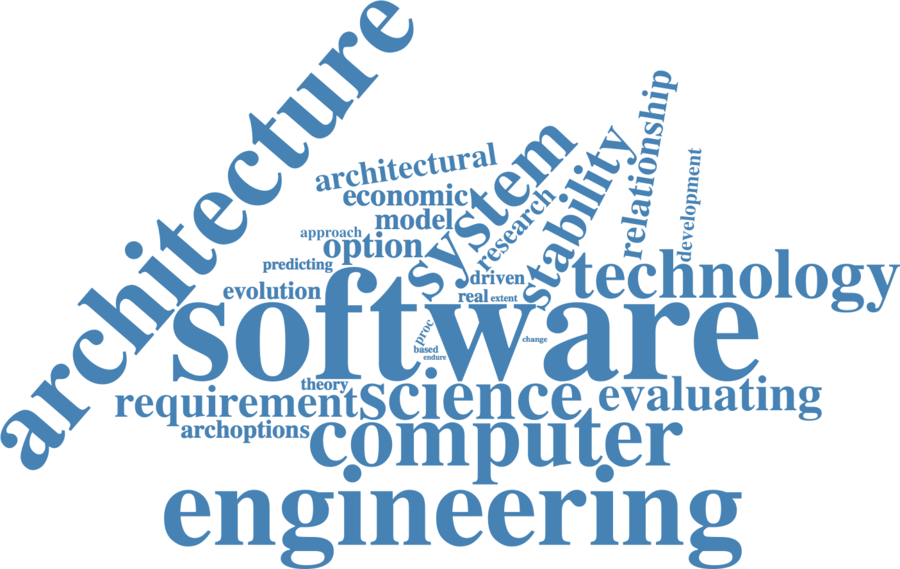 architecture
architectural
economic
model
approach
option
predicting
evolution
system
research
stability
relationship
development
driven
real
extent
technology
software
proc
based
endure
change
theory
requirement
science
evaluating
archoptions
computer
engineering